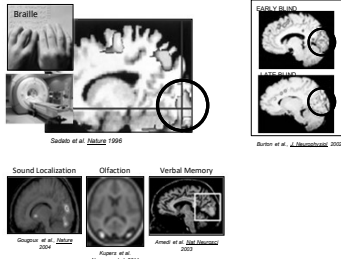 Braille
EARLY BLIND
LATE BLIND
Sadato et al. Nature 1996
Burton et al., J. Neurophysiol. 2002
Sound Localization
Olfaction
Verbal Memory
Gougoux et al., Nature
2004
Kupers et al.
Amedi et al. Nat Neurosci
2003